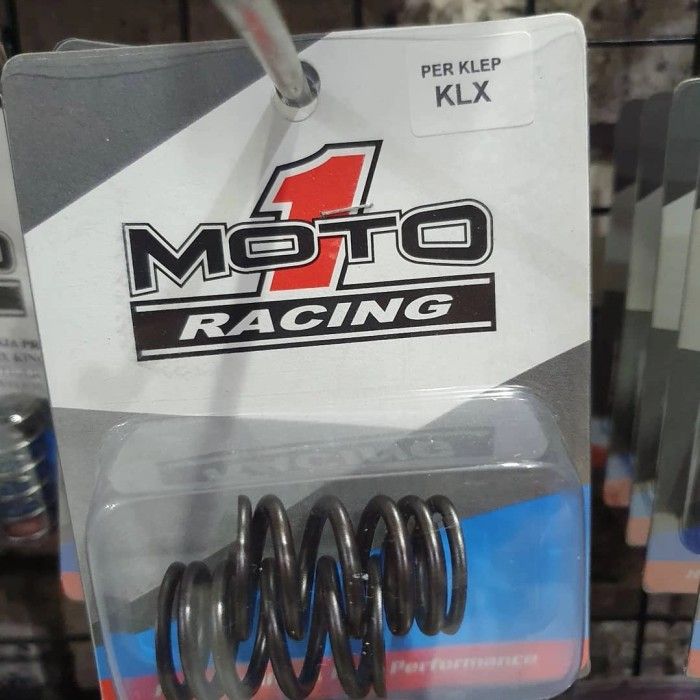 PER KLEP
KLX
1
MOTO
RACING
Performance